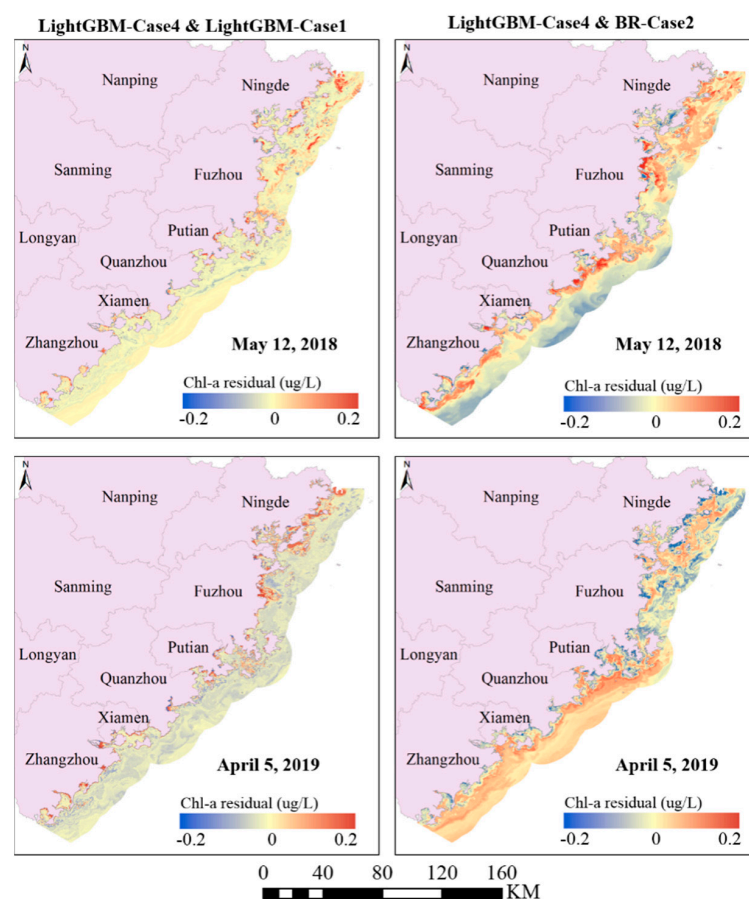 LightGBM-Case4 & LightGBM-Case1
LightGBM-Case4 & BR-Case2
N
Nanping
Ningde
Sanming
Fuzhou
Longyan
Putian
Quanzhou
Xiamen
Zhangzhou
May 12, 2018
Chl-a residual (ug/L)
-0.2 0 0.2
N
Nanping
Ningde
Sanming
Fuzhou
Longyan
Putian
Quanzhou
Xiamen
Zhangzhou
May 12, 2018
Chl-a residual (ug/L)
-0.2 0 0.2
N
Nanping
Ningde
Sanming
Fuzhou
Longyan
Putian
Quanzhou
Xiamen
Zhangzhou
April 5, 2019
Chl-a residual (ug/L)
-0.2 0 0.2
N
Nanping
Ningde
Sanming
Fuzhou
Longyan
Putian
Quanzhou
Xiamen
Zhangzhou
April 5, 2019
Chl-a residual (ug/L)
-0.2 0 0.2
0 40 80 120 160
KM